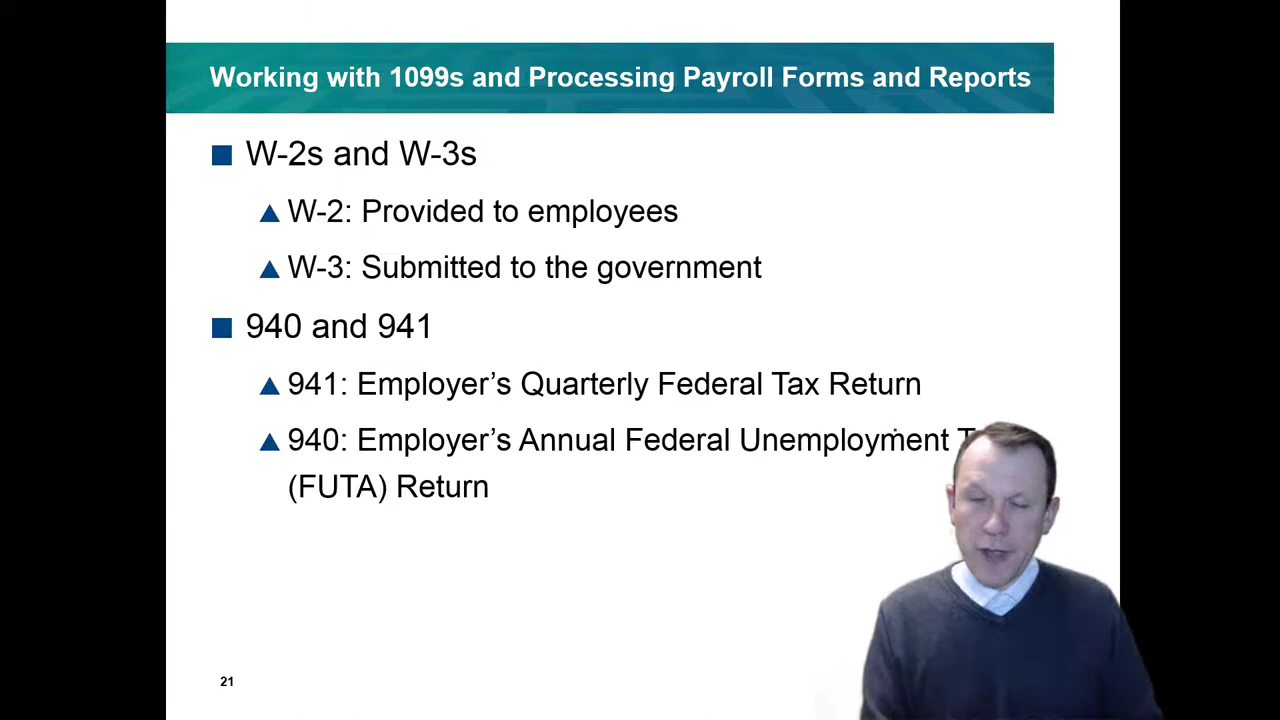 Working with 1099s and Processing Payroll Forms and Reports
W-2s and W-3s
W-2: Provided to employees
W-3: Submitted to the government
940 and 941
941: Employer’s Quarterly Federal Tax Return
940: Employer’s Annual Federal Unemployment
(FUTA) Return
21